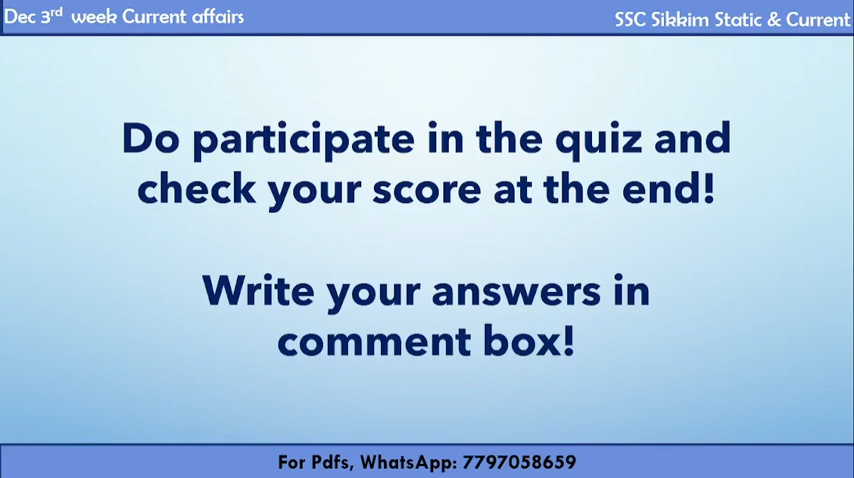 Dec 3rd week Current affairs
SSC Sikkim Static & Current
Do participate in the quiz and
check your score at the end!
Write your answers in
comment box!
For Pdfs, WhatsApp: 7797058659